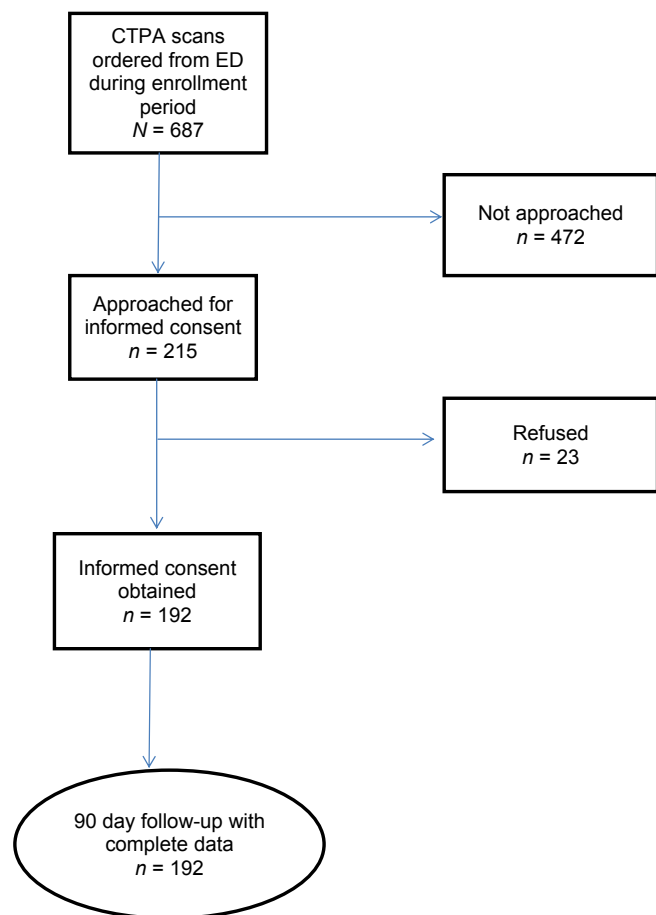 CTPA scans
ordered from ED
during enrollment
period
N = 687
Not approached
n = 472
Approached for
informed consent
n = 215
Refused
n = 23
Informed consent
obtained
n = 192
90 day follow-up with
complete data
n = 192